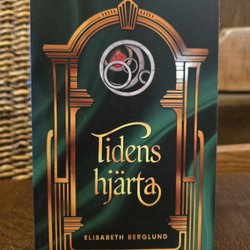 Tidens
hjärta
ELISABETH BERGLUND